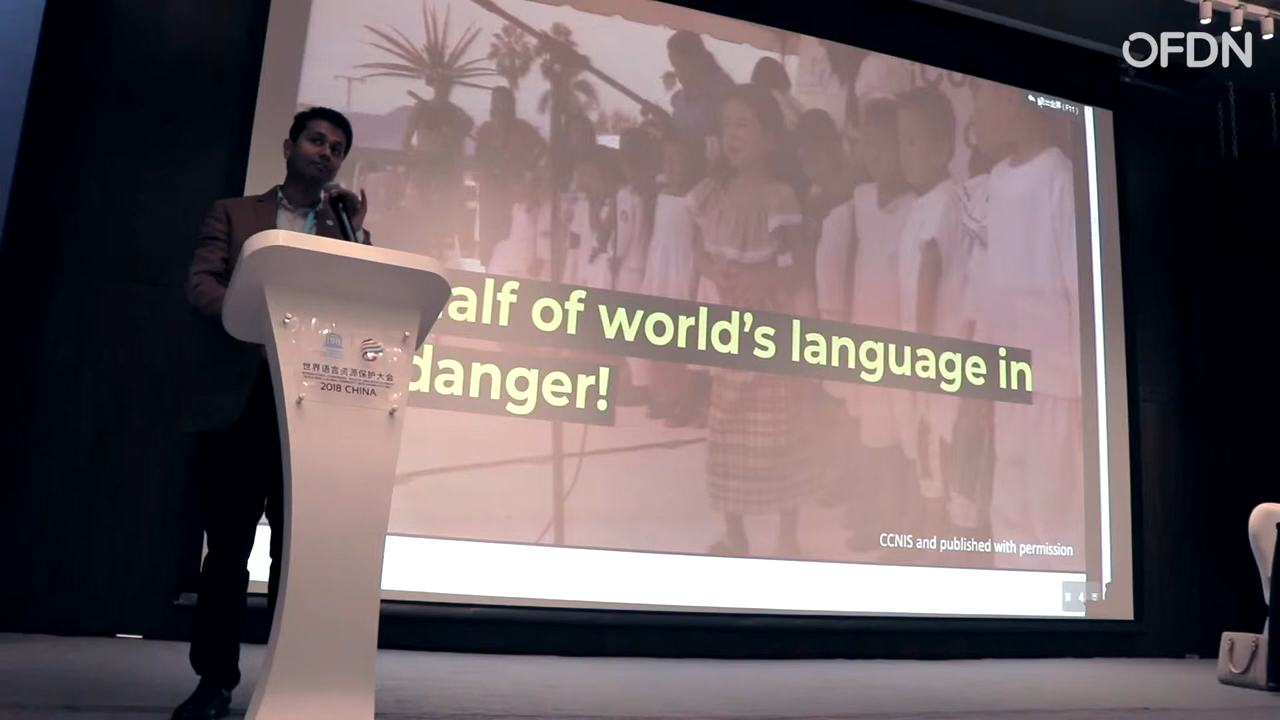 OFDN
alf of world's language in
danger!
CCNIS and published with permission
世界语言资源保护大会
2018 CHINA